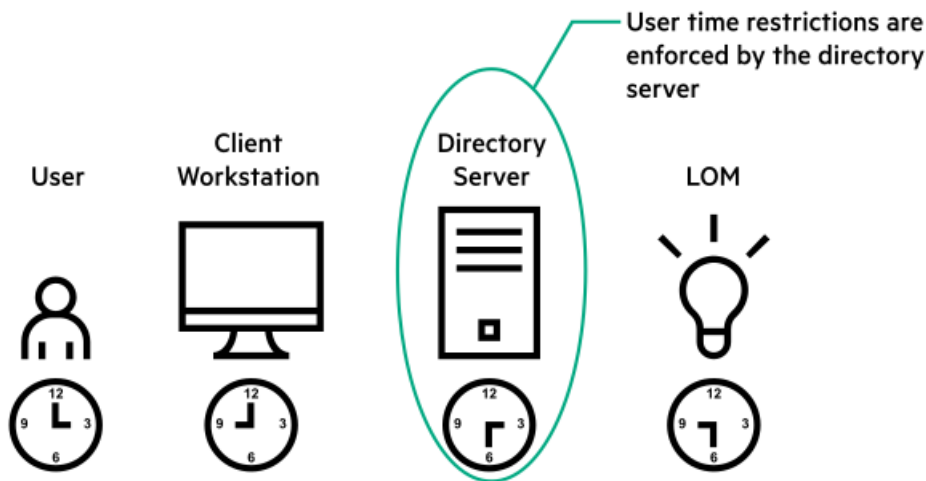 User time restrictions are
enforced by the directory
server
User
Client
Workstation
Directory
Server
LOM
12
9
3
6
12
9
3
6
12
9
3
6
12
9
3
6